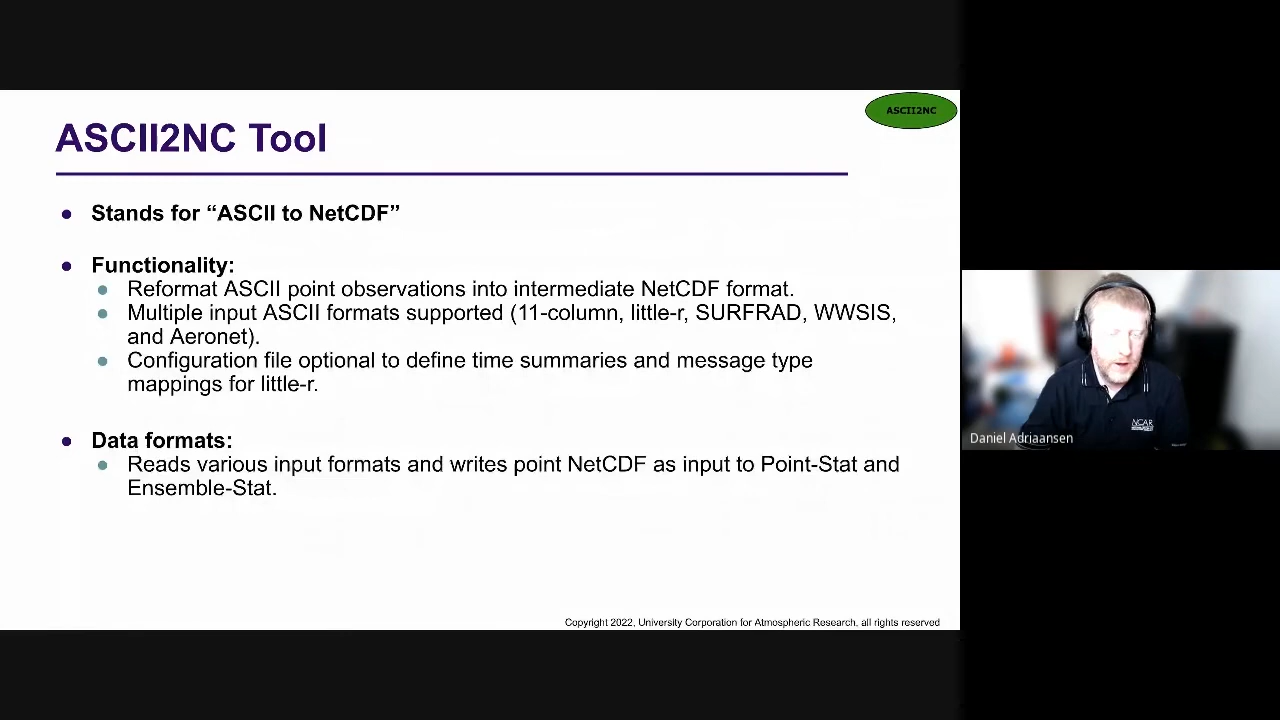 ASCII2NC
ASCII2NC Tool
Stands for “ASCII to NetCDF”
Functionality:
Reformat ASCII point observations into intermediate NetCDF format.
Multiple input ASCII formats supported (11-column, little-r, SURFRAD, WWSIS,
and Aeronet).
Configuration file optional to define time summaries and message type
mappings for little-r.
Data formats:
Reads various input formats and writes point NetCDF as input to Point-Stat and
Ensemble-Stat.
Copyright 2022, University Corporation for Atmospheric Research, all rights reserved
NCAR
Daniel Adriaansen